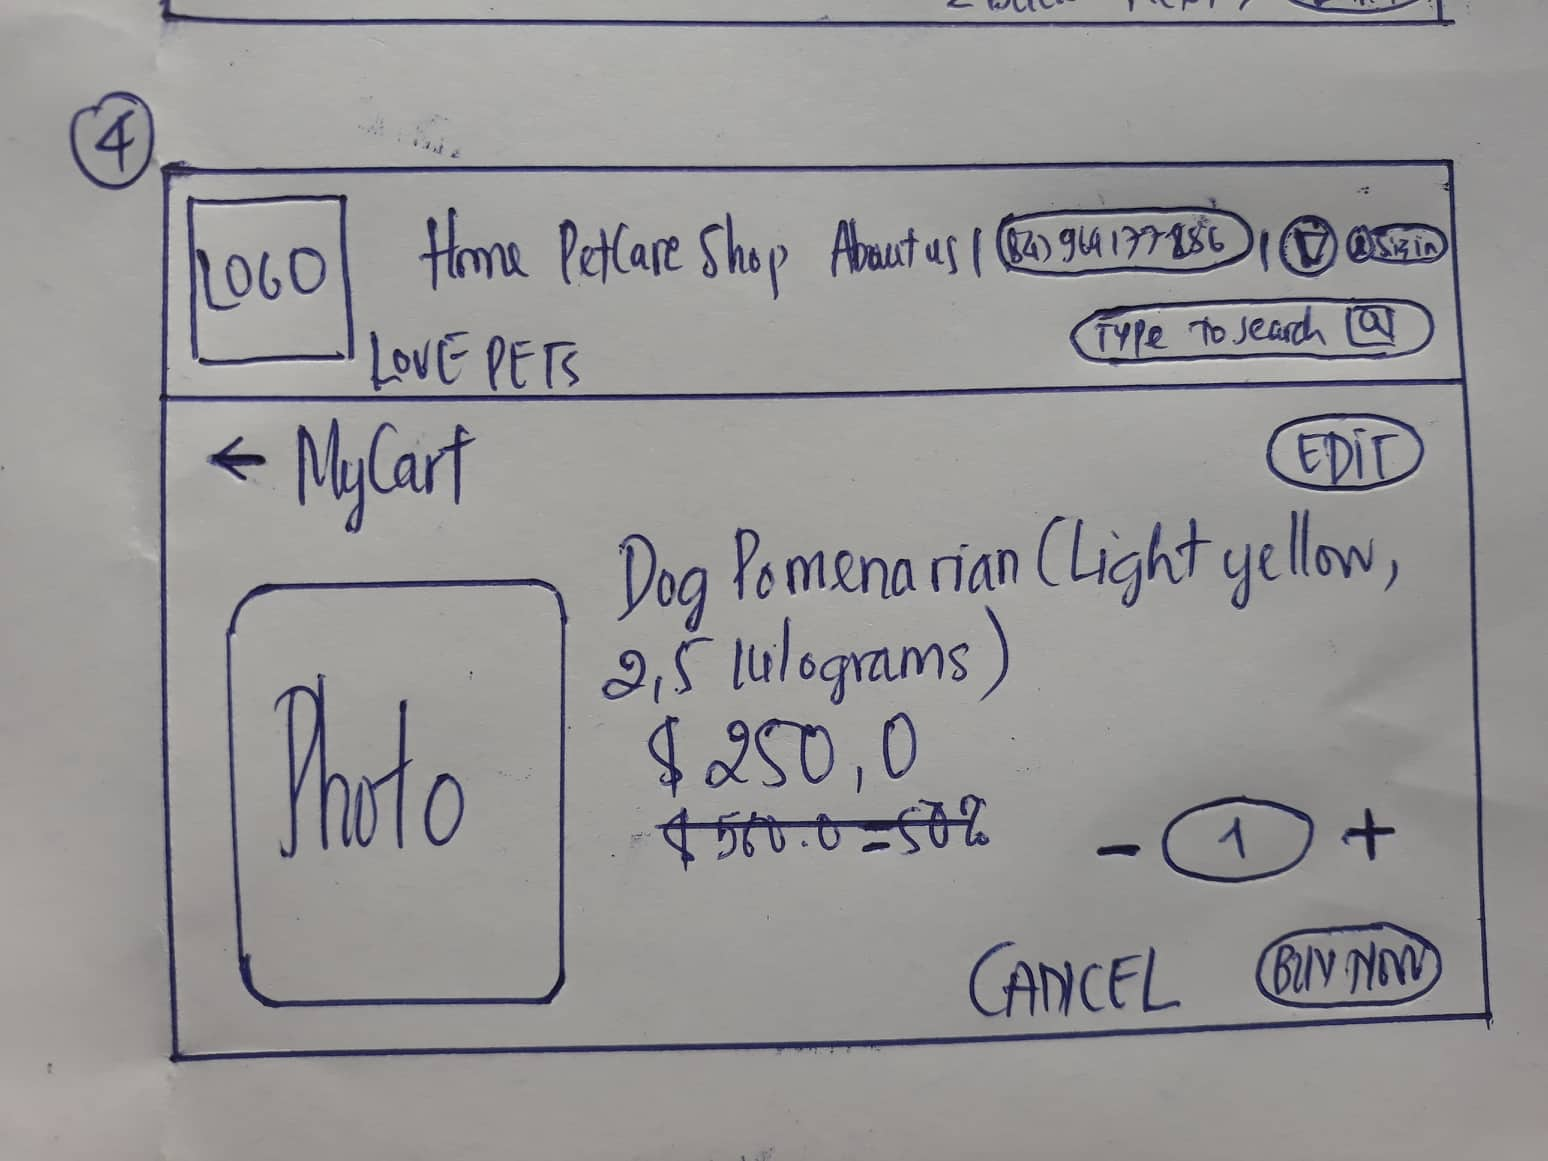 4
LOGO
Home PetCare Shop About us | (84) 964177886 | Sign in
Type to search
LOVE PETS
← MyCart
EDIT
Dog Pomenarian (Light yellow,
2,5 kilograms)
$ 250,0
$ 500.0 - 50%
Photo
- 1 +
CANCEL BUY NOW